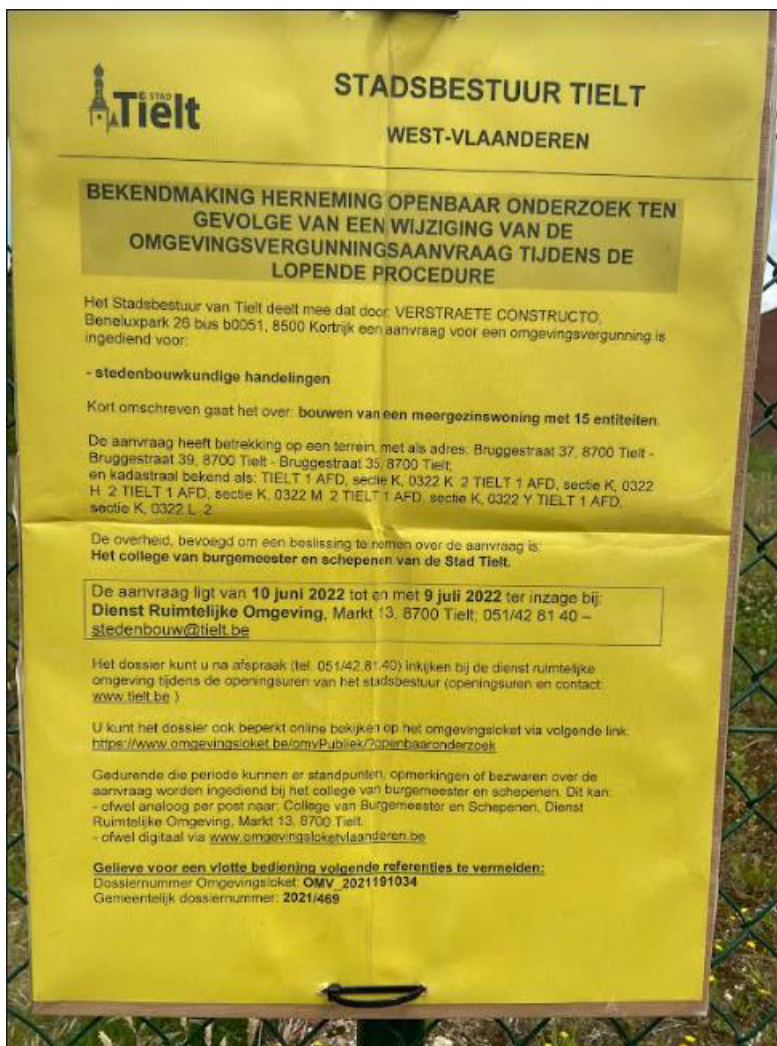 STAD
Tielt
STADSBESTUUR TIELT
WEST-VLAANDEREN
BEKENDMAKING HERNEMING OPENBAAR ONDERZOEK TEN
GEVOLGE VAN EEN WIJZIGING VAN DE
OMGEVINGSVERGUNNINGSAANVRAAG TIJDENS DE
LOPENDE PROCEDURE
Het Stadsbestuur van Tielt deelt mee dat door: VERSTRAETE CONSTRUCTO,
Beneluxpark 26 bus b0051, 8500 Kortrijk een aanvraag voor een omgevingsvergunning is
ingediend voor:
- stedenbouwkundige handelingen
Kort omschreven gaat het over: bouwen van een meergezinswoning met 15 entiteiten.
De aanvraag heeft betrekking op een terrein met als adres: Bruggestraat 37, 8700 Tielt -
Bruggestraat 39, 8700 Tielt - Bruggestraat 35, 8700 Tielt;
en kadastraal bekend als: TIELT 1 AFD, sectie K, 0322 K 2 TIELT 1 AFD, sectie K, 0322
H 2 TIELT 1 AFD, sectie K, 0322 M 2 TIELT 1 AFD, sectie K, 0322 Y TIELT 1 AFD,
sectie K, 0322 L 2
De overheid, bevoegd om een beslissing te nemen over de aanvraag is:
Het college van burgemeester en schepenen van de Stad Tielt.
De aanvraag ligt van 10 juni 2022 tot en met 9 juli 2022 ter inzage bij:
Dienst Ruimtelijke Omgeving, Markt 13, 8700 Tielt; 051/42 81 40 –
stedenbouw@tielt.be
Het dossier kunt u na afspraak (tel. 051/42.81.40) inkijken bij de dienst ruimtelijke
omgeving tijdens de openingsuren van het stadsbestuur (openingsuren en contact:
www.tielt.be )
U kunt het dossier ook beperkt online bekijken op het omgevingsloket via volgende link:
https://www.omgevingsloket.be/omvPubliek/?openbaaronderzoek
Gedurende die periode kunnen er standpunten, opmerkingen of bezwaren over de
aanvraag worden ingediend bij het college van burgemeester en schepenen. Dit kan:
- ofwel analoog per post naar: College van Burgemeester en Schepenen, Dienst
Ruimtelijke Omgeving, Markt 13, 8700 Tielt.
- ofwel digitaal via www.omgevingsloketvlaanderen.be
Gelieve voor een vlotte bediening volgende referenties te vermelden:
Dossiernummer Omgevingsloket: OMV_2021191034
Gemeentelijk dossiernummer: 2021/469